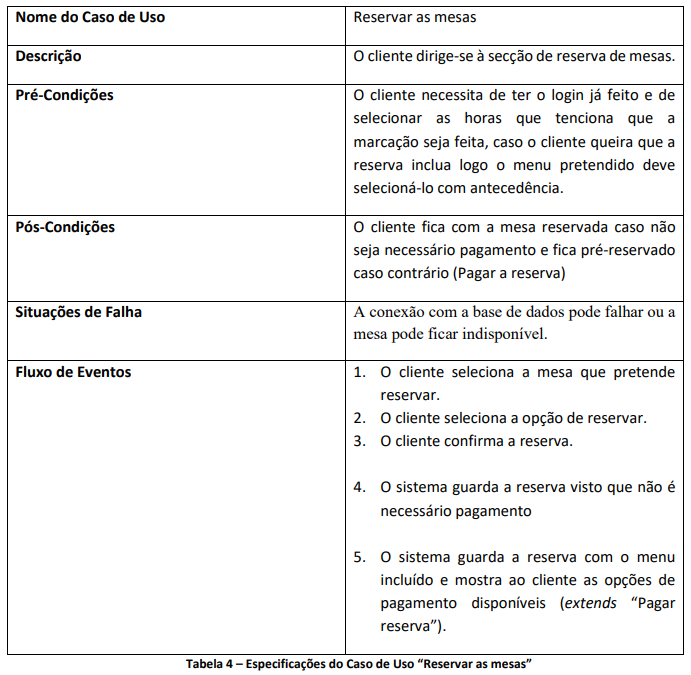 Nome do Caso de Uso
Reservar as mesas
Descrição
O cliente dirige-se à secção de reserva de mesas.
Pré-Condições
O cliente necessita de ter o login já feito e de
selecionar as horas que tenciona que a
marcação seja feita, caso o cliente queira que a
reserva inclua logo o menu pretendido deve
selecioná-lo com antecedência.
Pós-Condições
O cliente fica com a mesa reservada caso não
seja necessário pagamento e fica pré-reservado
caso contrário (Pagar a reserva)
Situações de Falha
A conexão com a base de dados pode falhar ou a
mesa pode ficar indisponível.
Fluxo de Eventos
1. O cliente seleciona a mesa que pretende
reservar.
2. O cliente seleciona a opção de reservar.
3. O cliente confirma a reserva.
4. O sistema guarda a reserva visto que não é
necessário pagamento
5. O sistema guarda a reserva com o menu
incluído e mostra ao cliente as opções de
pagamento disponíveis (extends “Pagar
reserva”).
Tabela 4 – Especificações do Caso de Uso “Reservar as mesas”